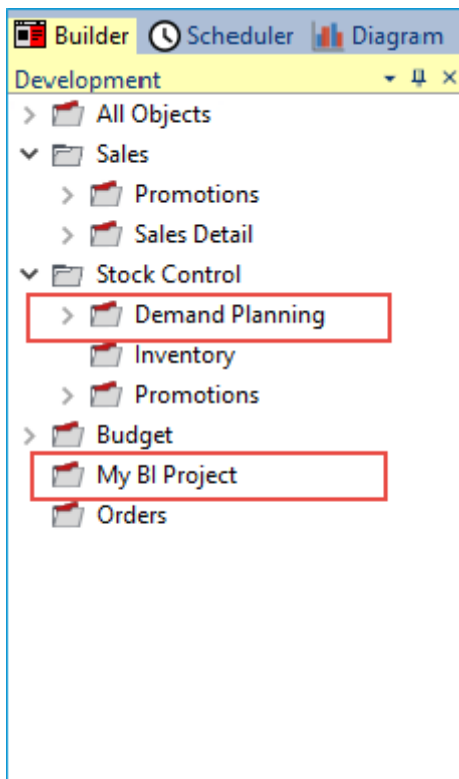 Builder Scheduler Diagram
Development
All Objects
Sales
Promotions
Sales Detail
Stock Control
Demand Planning
Inventory
Promotions
Budget
My BI Project
Orders